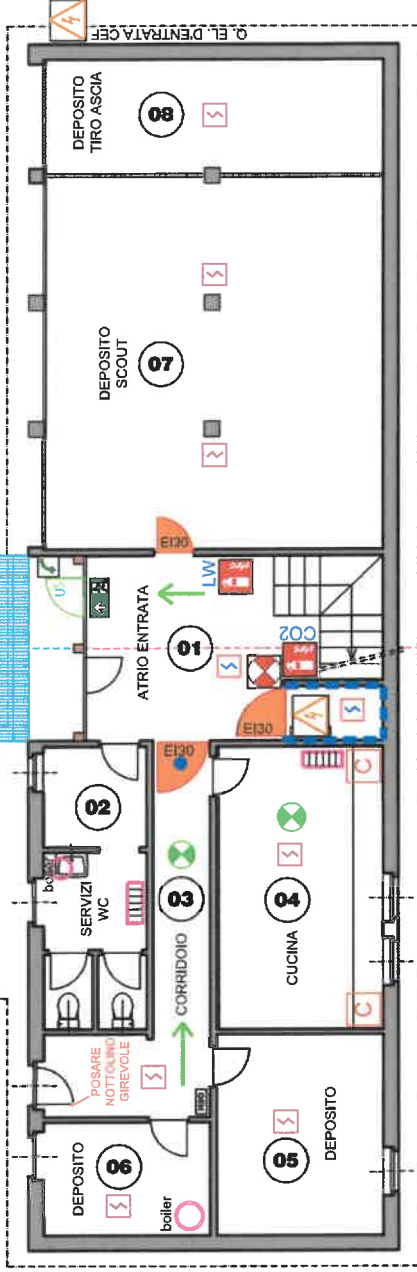 Q. EL. D'ENTRATA CEF
DEPOSITO
TIRO ASCIA
08
DEPOSITO
SCOUT
07
EI30
ATRIO ENTRATA
01
LW
CO2
EI30
EI30
02
boiler
SERVIZI
WC
03
CORRIDOIO
04
CUCINA
C
C
POSARE
NOTTOLINO
GIREVOLE
DEPOSITO
06
boiler
05
DEPOSITO